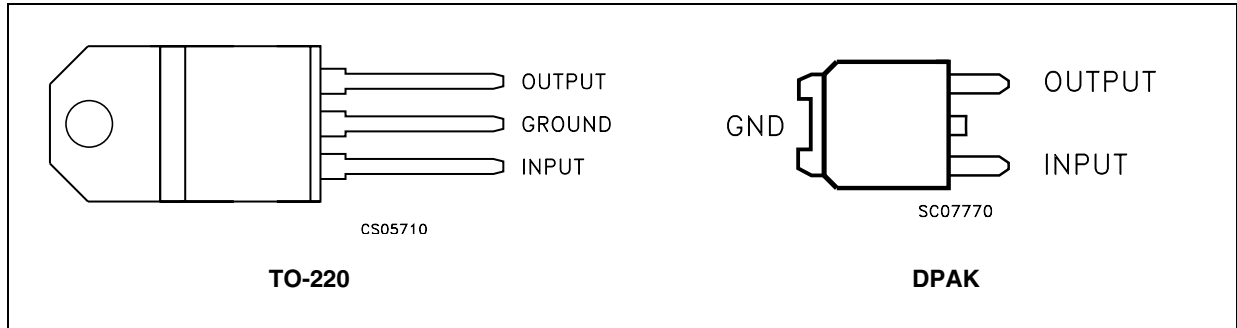 OUTPUT
GROUND
INPUT
CS05710
TO-220
GND
OUTPUT
INPUT
SC07770
DPAK